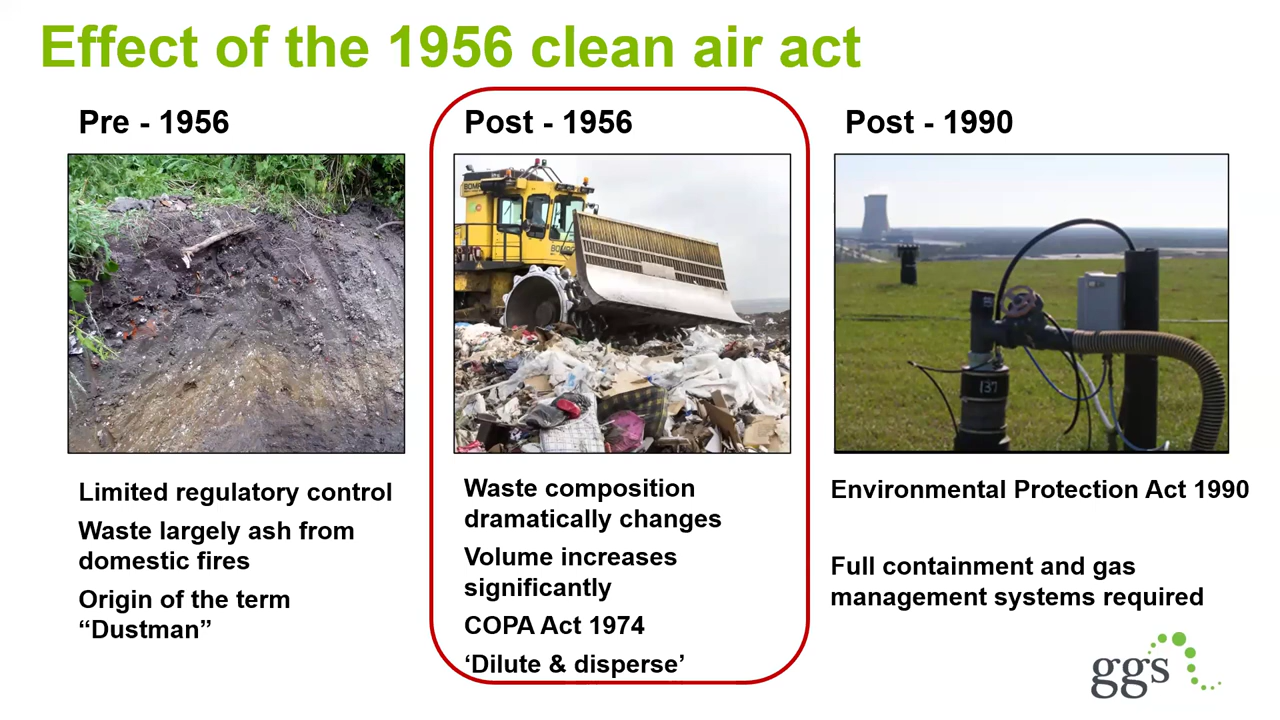 Effect of the 1956 clean air act
Pre - 1956
Limited regulatory control
Waste largely ash from
domestic fires
Origin of the term
“Dustman”
Post - 1956
BOMAG
Waste composition
dramatically changes
Volume increases
significantly
COPA Act 1974
‘Dilute & disperse’
Post - 1990
137
Environmental Protection Act 1990
Full containment and gas
management systems required
ggs